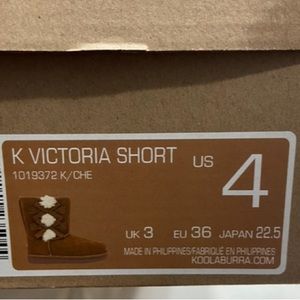 K VICTORIA SHORT
1019372 K/CHE
US 4
UK 3 EU 36 JAPAN 22.5
MADE IN PHILIPPINES/FABRIQUÉ EN PHILIPPINES
KOOLABURRA.COM